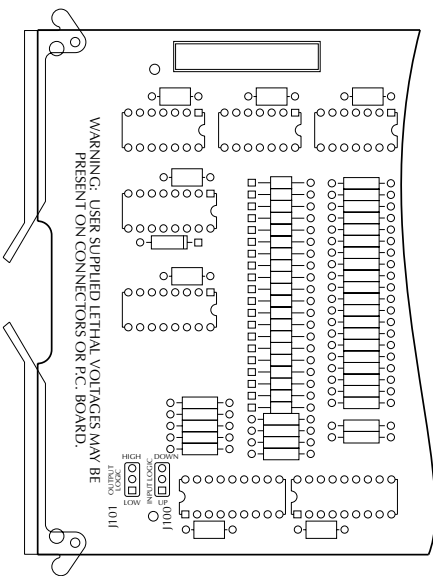 WARNING: USER SUPPLIED LETHAL VOLTAGES MAY BE
PRESENT ON CONNECTORS OR P.C. BOARD.
HIGH
LOW
OUTPUT
LOGIC
J101
DOWN
UP
INPUT LOGIC
J100